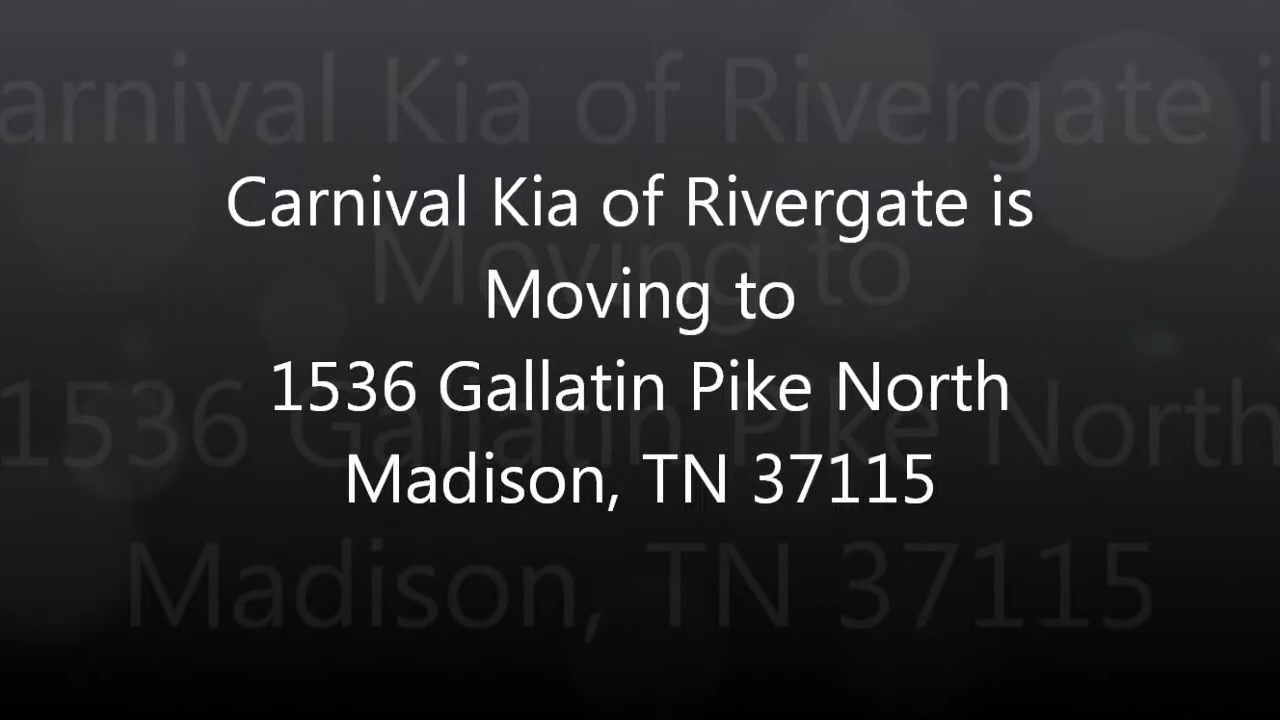 Carnival Kia of Rivergate is
Moving to
1536 Gallatin Pike North
Madison, TN 37115